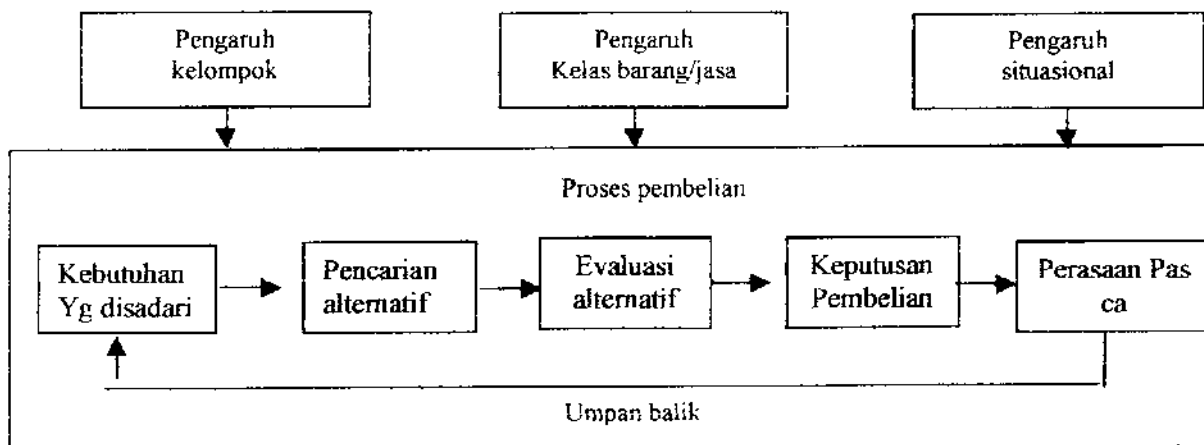 Pengaruh
kelompok
Pengaruh
Kelas barang/jasa
Pengaruh
situasional
Proses pembelian
Kebutuhan
Yg disadari
Pencarian
alternatif
Evaluasi
alternatif
Keputusan
Pembelian
Perasaan Pas
ca
Umpan balik